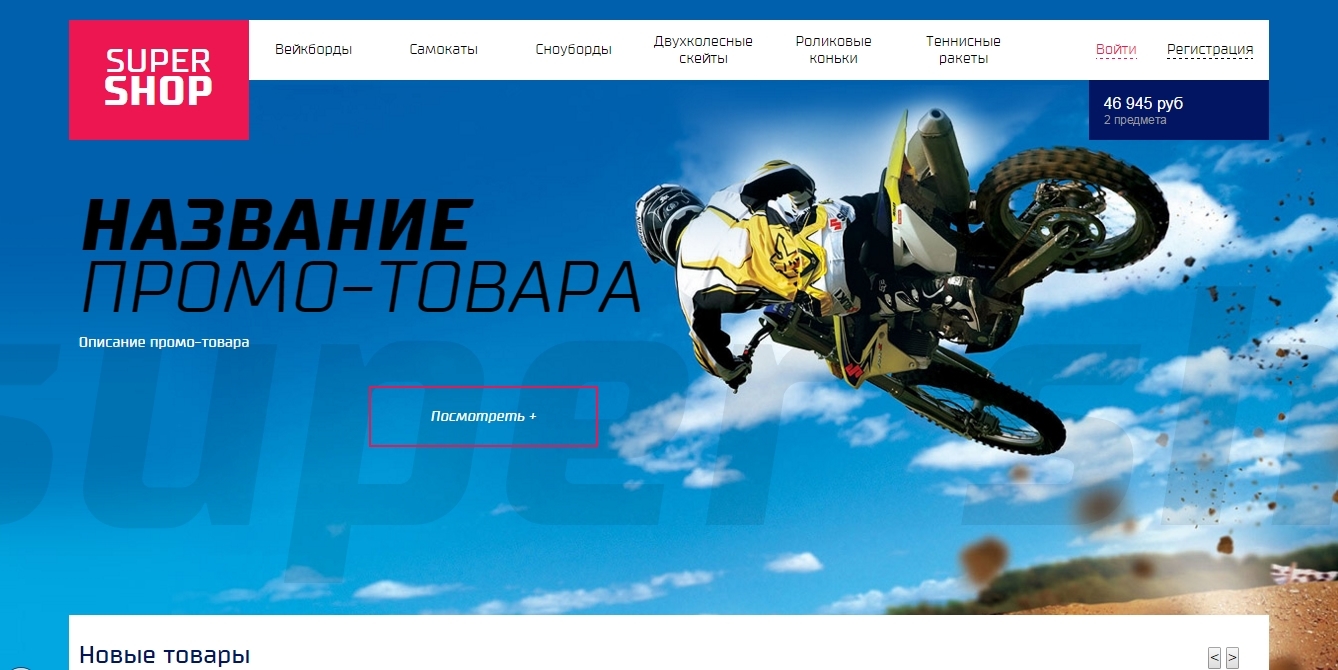 SUPER
SHOP
Вейкборды
Самокаты
Сноуборды
Двухколесные
скейты
Роликовые
коньки
Теннисные
ракеты
Войти
Регистрация
46 945 руб
2 предмета
НАЗВАНИЕ
ПРОМО-ТОВАРА
Описание промо-товара
Посмотреть +
super sh
Новые товары
< >